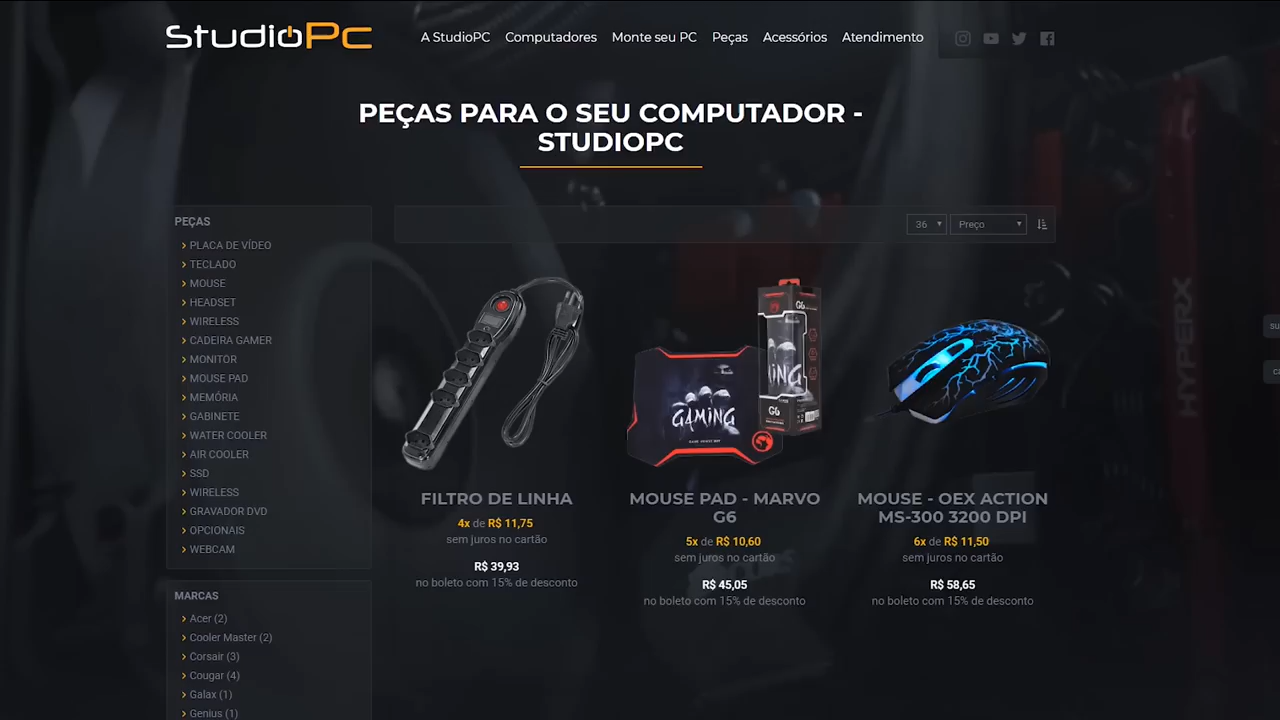 StudioPc
A StudioPC
Computadores
Monte seu PC
Peças
Acessórios
Atendimento
PEÇAS PARA O SEU COMPUTADOR -
STUDIOPC
PEÇAS
PLACA DE VÍDEO
TECLADO
MOUSE
HEADSET
WIRELESS
CADEIRA GAMER
MONITOR
MOUSE PAD
MEMÓRIA
GABINETE
WATER COOLER
AIR COOLER
SSD
WIRELESS
GRAVADOR DVD
OPCIONAIS
WEBCAM
MARCAS
Acer (2)
Cooler Master (2)
Corsair (3)
Cougar (4)
Galax (1)
Genius (1)
36
Preço
FILTRO DE LINHA
4x de R$ 11,75
sem juros no cartão
R$ 39,93
no boleto com 15% de desconto
GAMING
G6
G6
MOUSE PAD - MARVO
G6
5x de R$ 10,60
sem juros no cartão
R$ 45,05
no boleto com 15% de desconto
MOUSE - OEX ACTION
MS-300 3200 DPI
6x de R$ 11,50
sem juros no cartão
R$ 58,65
no boleto com 15% de desconto
HYPERX